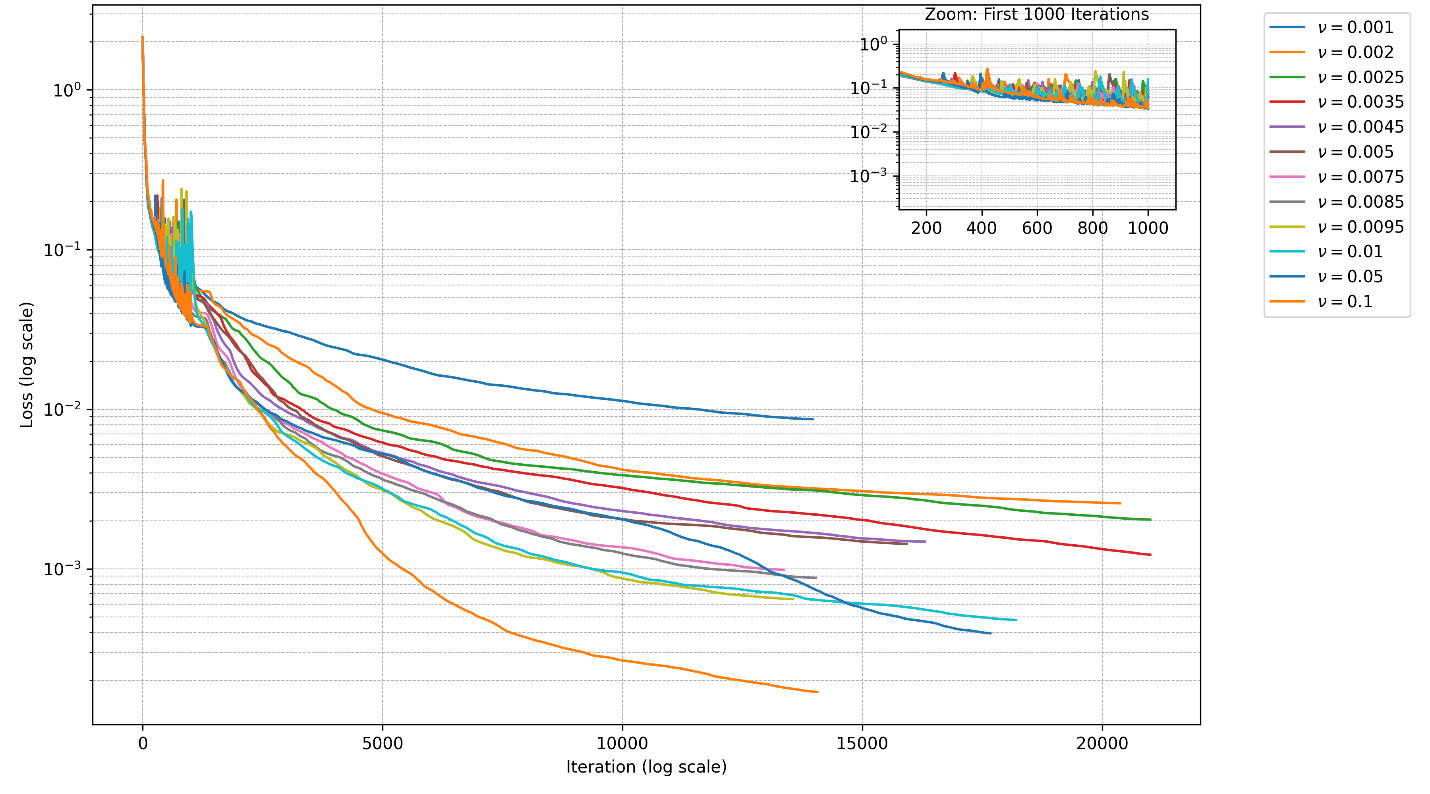 Zoom: First 1000 Iterations
10⁰
10⁻¹
10⁻²
10⁻³
200 400 600 800 1000
10⁰
10⁻¹
10⁻²
10⁻³
Loss (log scale)
0 5000 10000 15000 20000
Iteration (log scale)
ν = 0.001
ν = 0.002
ν = 0.0025
ν = 0.0035
ν = 0.0045
ν = 0.005
ν = 0.0075
ν = 0.0085
ν = 0.0095
ν = 0.01
ν = 0.05
ν = 0.1